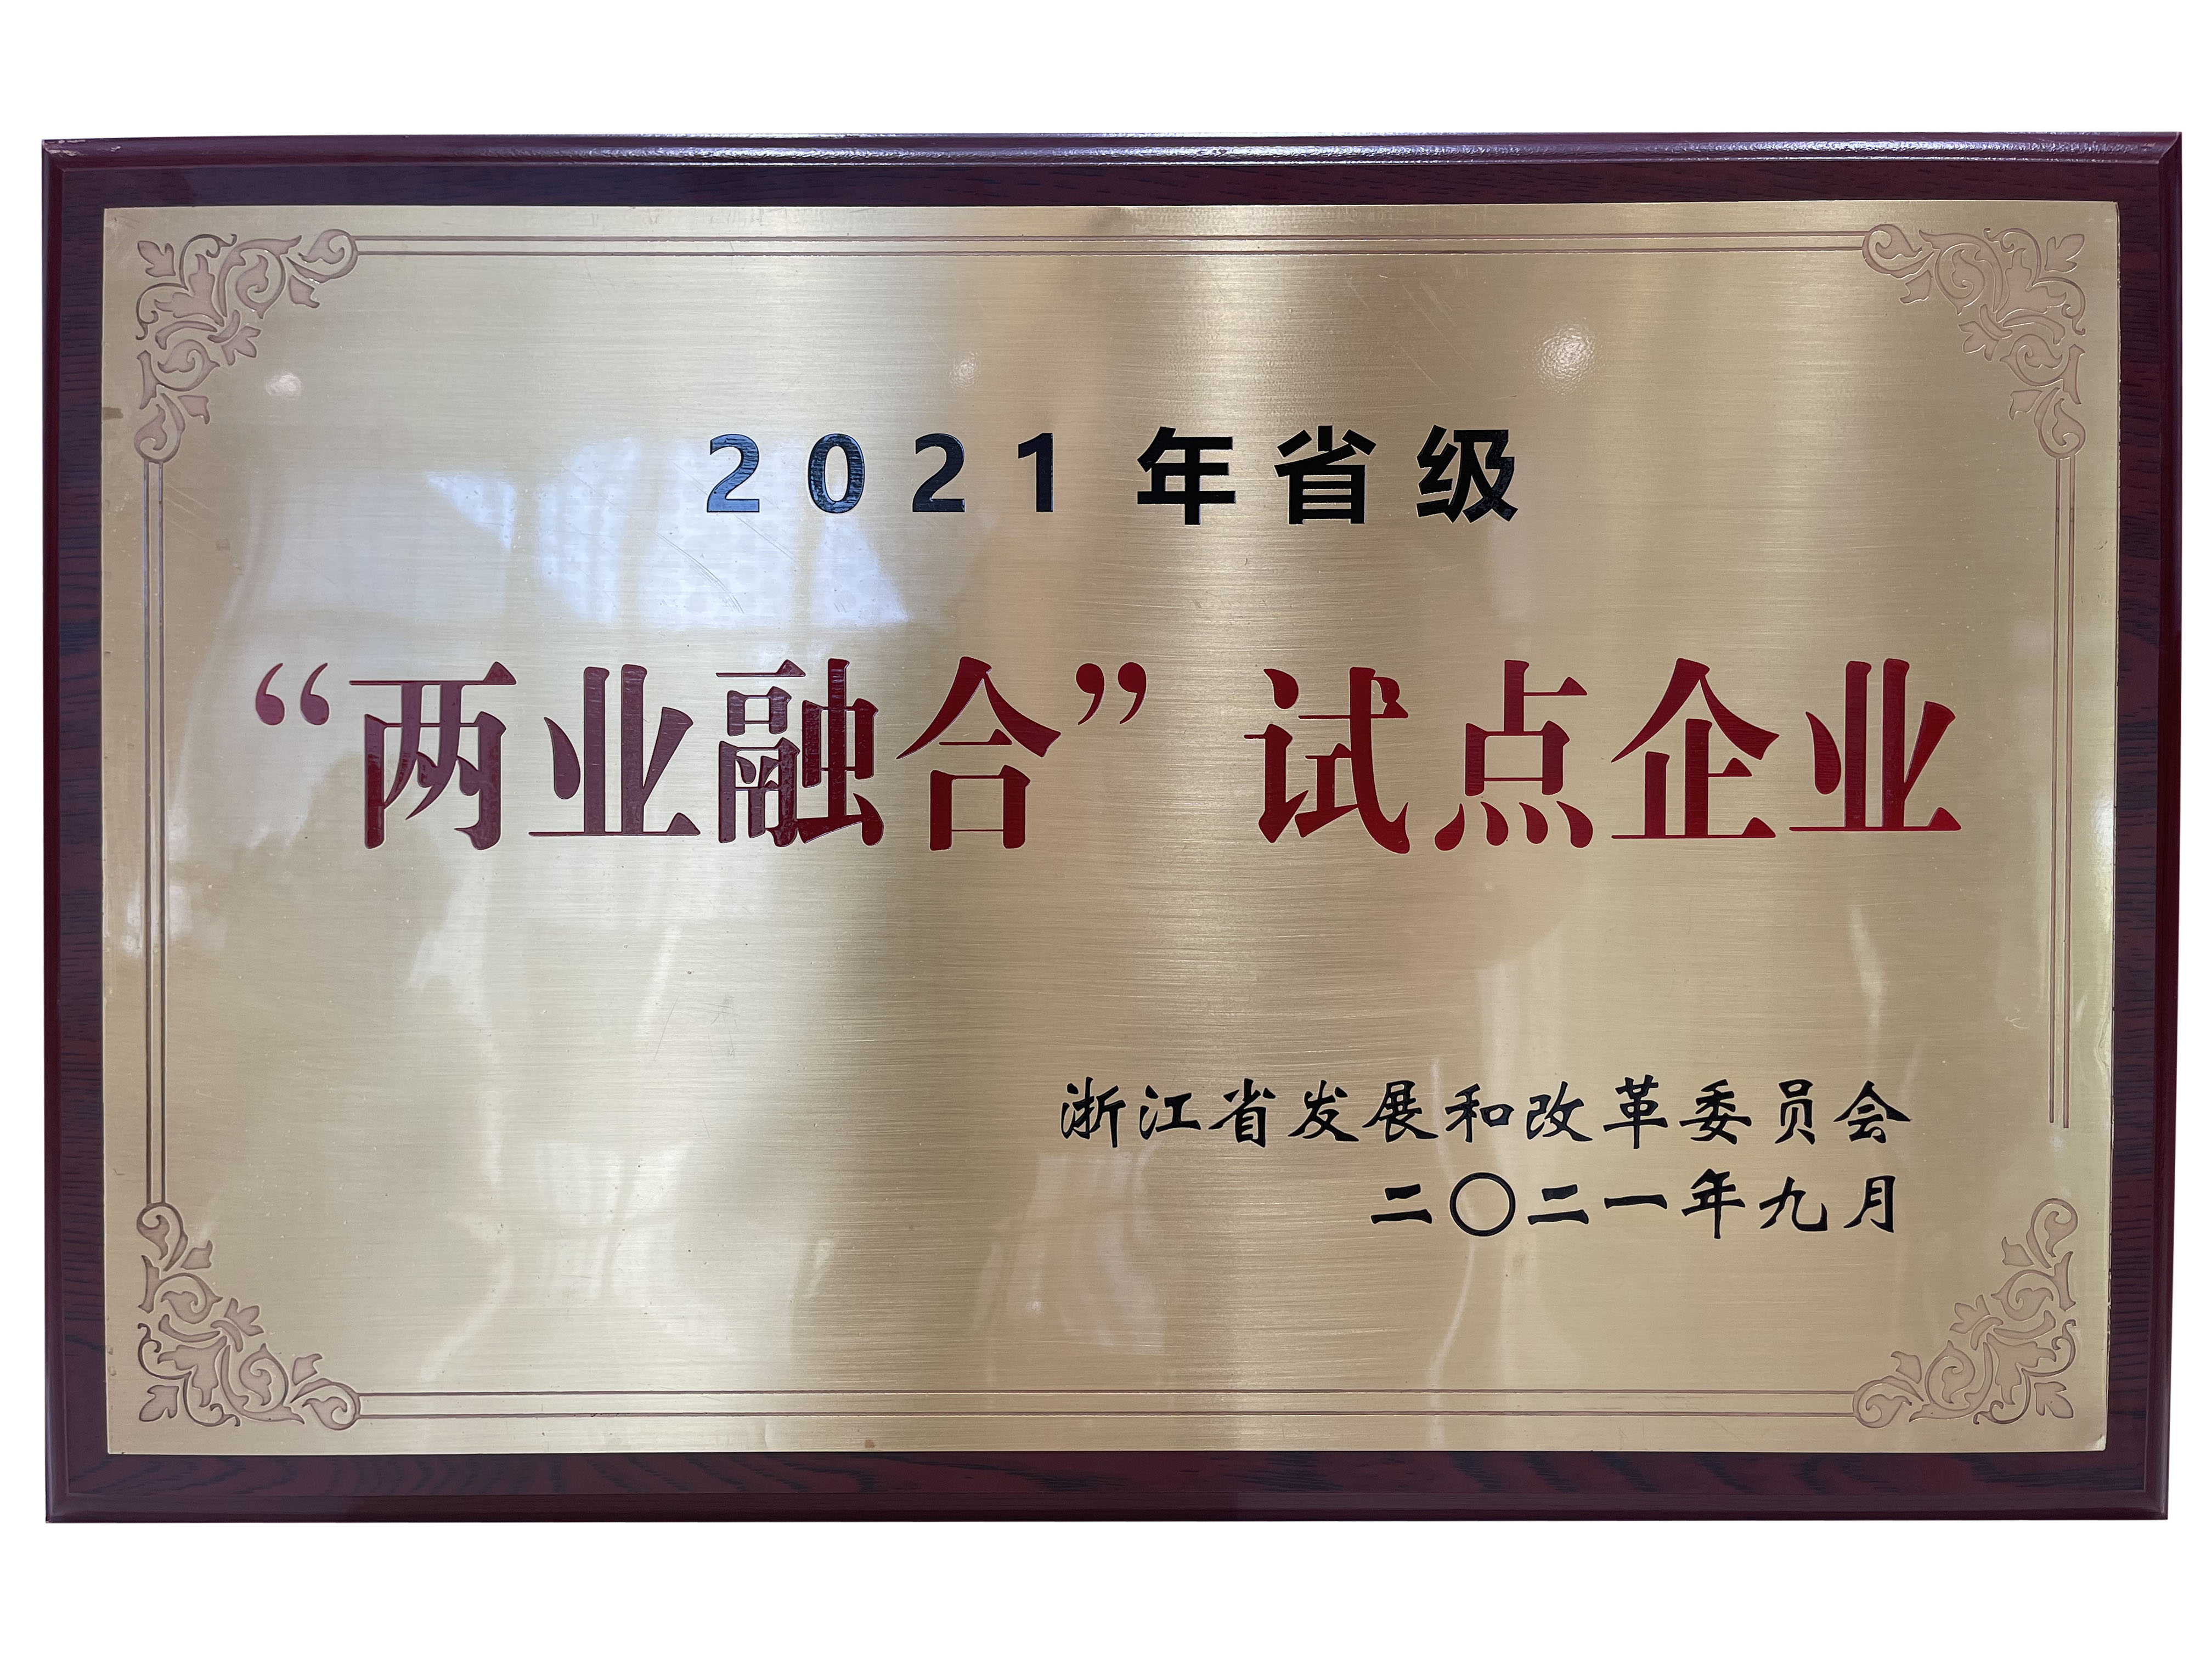 2021年省级
“两业融合”试点企业
浙江省发展和改革委员会
二〇二一年九月